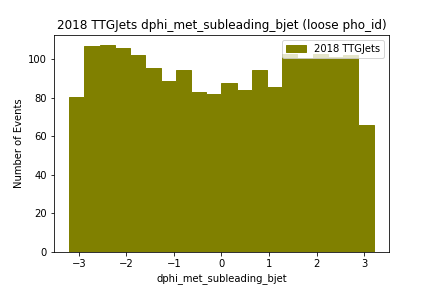 2018 TTGJets dphi_met_subleading_bjet (loose pho_id)
2018 TTGJets
Number of Events
100
80
60
40
20
0
−3 −2 −1 0 1 2 3
dphi_met_subleading_bjet